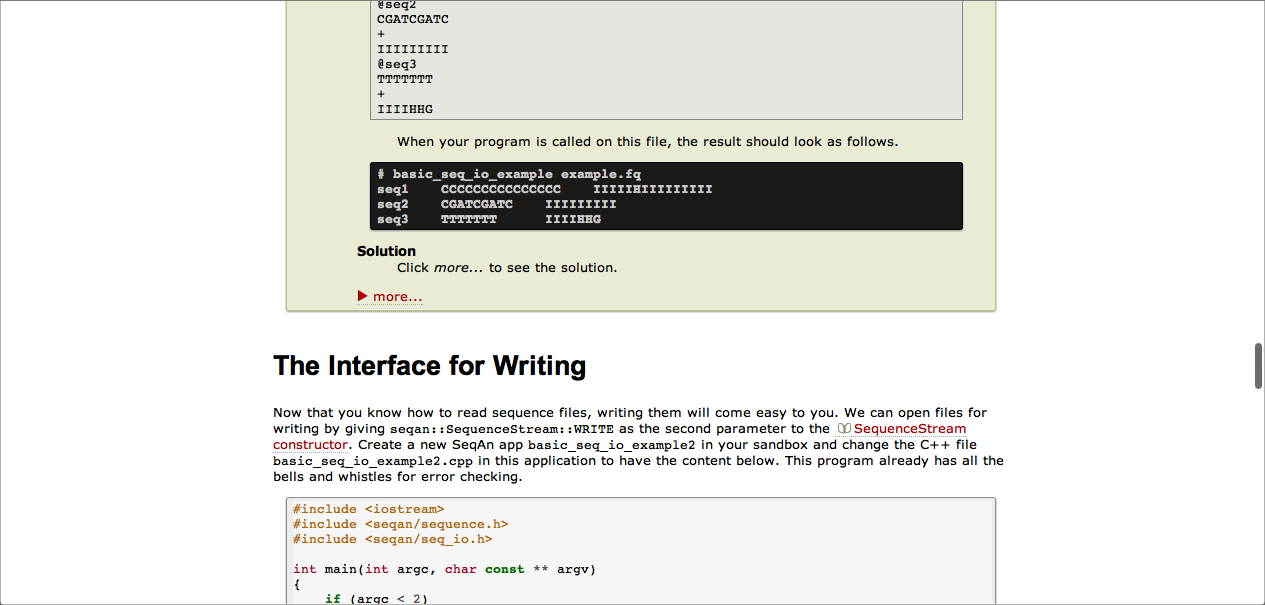 @seq2
CGATCGATC
+
IIIIIIIII
@seq3
TTTTTTT
+
IIIIHHG
When your program is called on this file, the result should look as follows.
# basic_seq_io_example example.fq
seq1    CCCCCCCCCCCCCCC    IIIIIHIIIIIIIII
seq2    CGATCGATC    IIIIIIIII
seq3    TTTTTTT      IIIIHHG
Solution
Click more... to see the solution.
more...
The Interface for Writing
Now that you know how to read sequence files, writing them will come easy to you. We can open files for
writing by giving seqan::SequenceStream::WRITE as the second parameter to the SequenceStream
constructor. Create a new SeqAn app basic_seq_io_example2 in your sandbox and change the C++ file
basic_seq_io_example2.cpp in this application to have the content below. This program already has all the
bells and whistles for error checking.
#include <iostream>
#include <seqan/sequence.h>
#include <seqan/seq_io.h>
int main(int argc, char const ** argv)
{
    if (argc < 2)